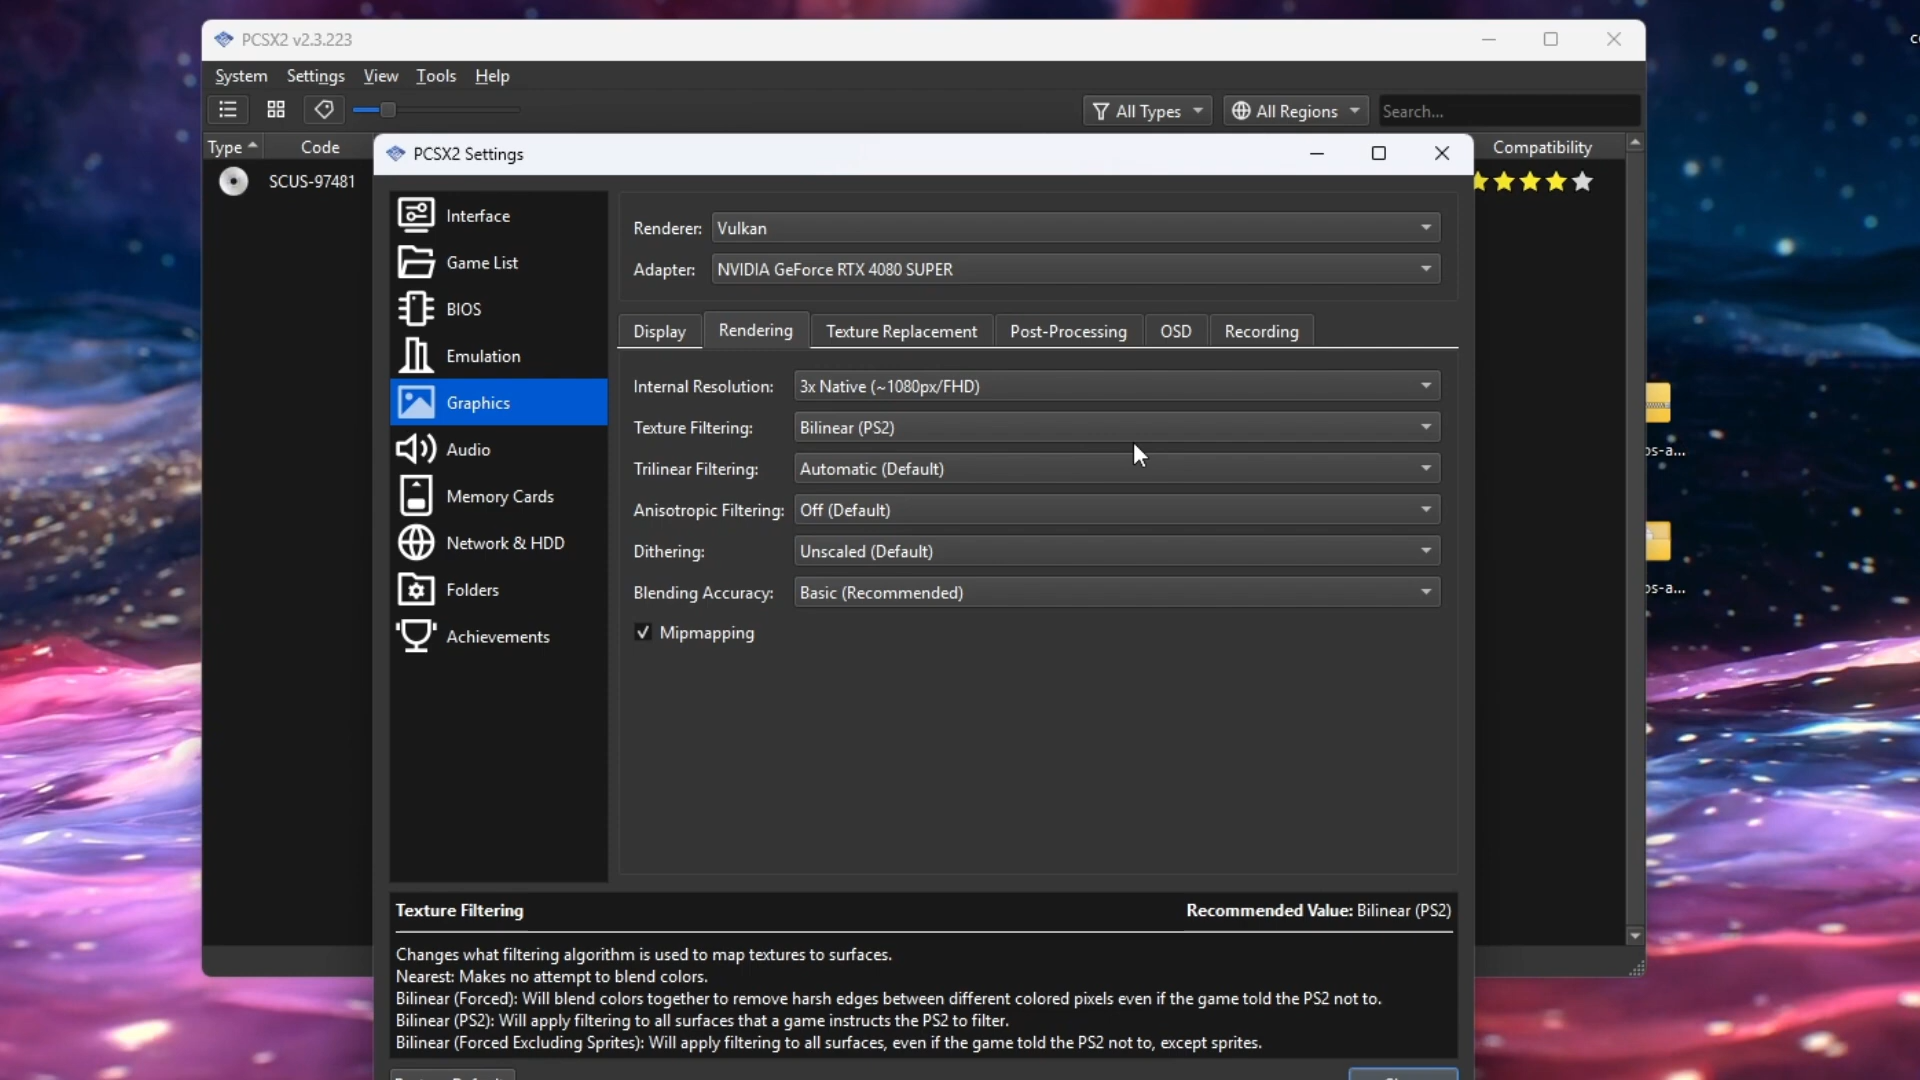 PCSX2 v2.3.223
System Settings View Tools Help
All Types All Regions Search...
Type Code Compatibility
SCUS-97481
PCSX2 Settings
Interface
Game List
BIOS
Emulation
Graphics
Audio
Memory Cards
Network & HDD
Folders
Achievements
Renderer: Vulkan
Adapter: NVIDIA GeForce RTX 4080 SUPER
Display Rendering Texture Replacement Post-Processing OSD Recording
Internal Resolution: 3x Native (~1080px/FHD)
Texture Filtering: Bilinear (PS2)
Trilinear Filtering: Automatic (Default)
Anisotropic Filtering: Off (Default)
Dithering: Unscaled (Default)
Blending Accuracy: Basic (Recommended)
Mipmapping
Texture Filtering Recommended Value: Bilinear (PS2)
Changes what filtering algorithm is used to map textures to surfaces.
Nearest: Makes no attempt to blend colors.
Bilinear (Forced): Will blend colors together to remove harsh edges between different colored pixels even if the game told the PS2 not to.
Bilinear (PS2): Will apply filtering to all surfaces that a game instructs the PS2 to filter.
Bilinear (Forced Excluding Sprites): Will apply filtering to all surfaces, even if the game told the PS2 not to, except sprites.